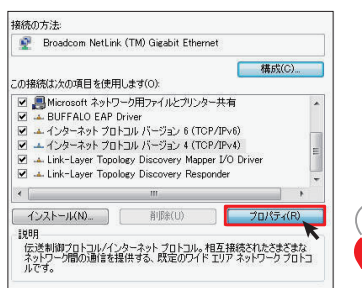 接続の方法:
Broadcom NetLink (TM) Gigabit Ethernet
構成(C)...
この接続は次の項目を使用します(O):
Microsoft ネットワーク用ファイルとプリンター共有
BUFFALO EAP Driver
インターネット プロトコル バージョン 6 (TCP/IPv6)
インターネット プロトコル バージョン 4 (TCP/IPv4)
Link-Layer Topology Discovery Mapper I/O Driver
Link-Layer Topology Discovery Responder
インストール(N)... 削除(U) プロパティ(R)
説明
伝送制御プロトコル/インターネット プロトコル。相互接続されたさまざまな
ネットワーク間の通信を提供する、既定のワイド エリア ネットワーク プロトコ
ルです。